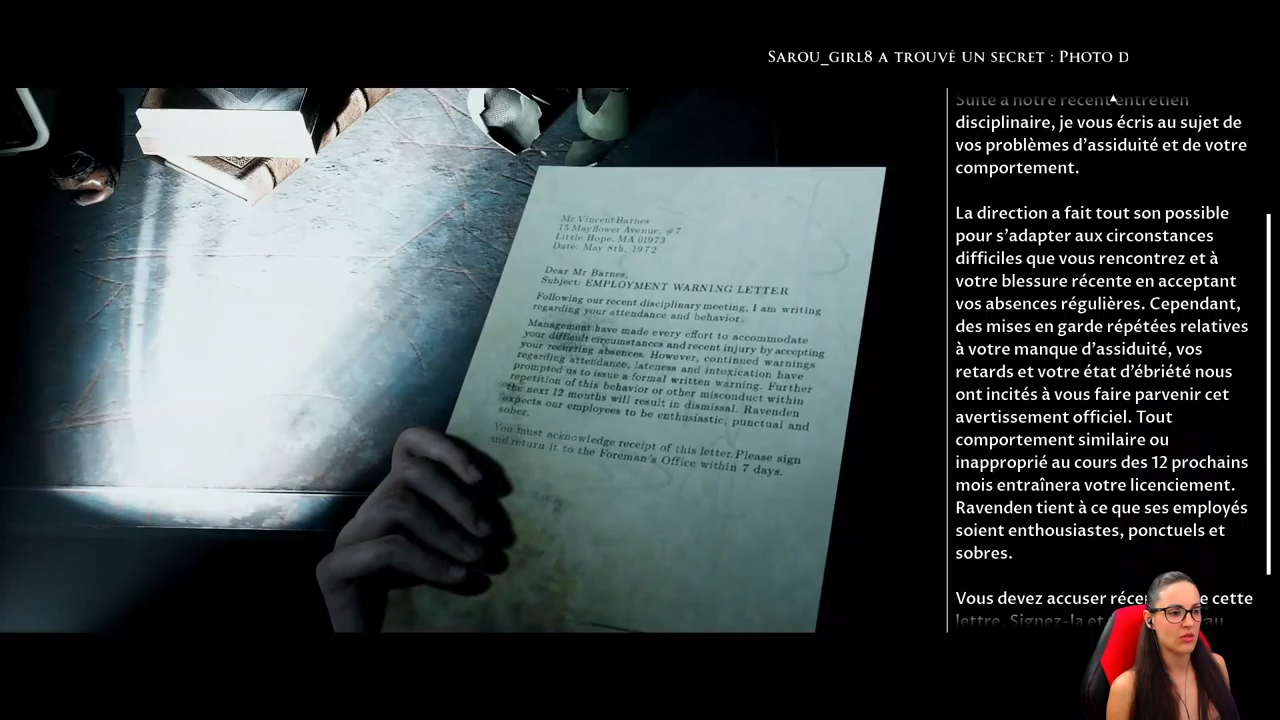 Sarou_girl8 a trouvé un secret : Photo d
Mr Vincent Barnes
15 Mayflower Avenue, #7
Little Hope, MA 01973
Date: May 8th, 1972
Dear Mr Barnes,
Subject: EMPLOYMENT WARNING LETTER
Following our recent disciplinary meeting, I am writing
regarding your attendance and behavior.
Management have made every effort to accommodate
your difficult circumstances and recent injury by accepting
your recurring absences. However, continued warnings
regarding attendance, lateness and intoxication have
prompted us to issue a formal written warning. Further
repetition of this behavior or other misconduct within
the next 12 months will result in dismissal. Ravenden
expects our employees to be enthusiastic, punctual and
sober.
You must acknowledge receipt of this letter. Please sign
and return it to the Foreman's Office within 7 days.
Suite à notre récent entretien
disciplinaire, je vous écris au sujet de
vos problèmes d'assiduité et de votre
comportement.
La direction a fait tout son possible
pour s'adapter aux circonstances
difficiles que vous rencontrez et à
votre blessure récente en acceptant
vos absences régulières. Cependant,
des mises en garde répétées relatives
à votre manque d'assiduité, vos
retards et votre état d'ébriété nous
ont incités à vous faire parvenir cet
avertissement officiel. Tout
comportement similaire ou
inapproprié au cours des 12 prochains
mois entraînera votre licenciement.
Ravenden tient à ce que ses employés
soient enthousiastes, ponctuels et
sobres.
Vous devez accuser cette
lettre. Signez-la et